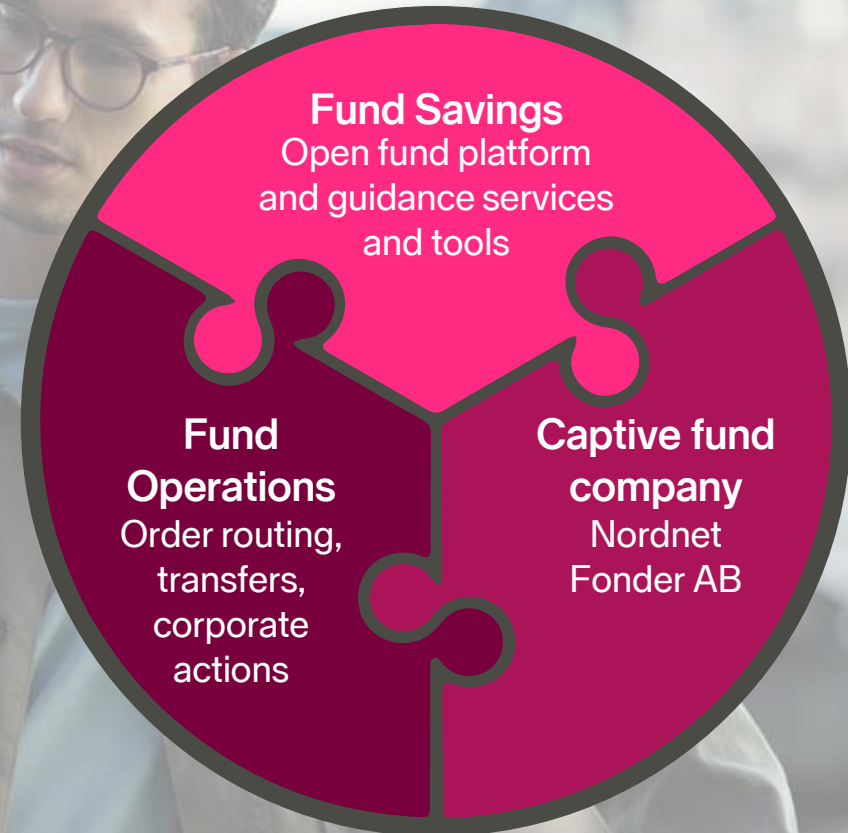 Fund Savings
Open fund platform
and guidance services
and tools
Fund
Operations
Order routing,
transfers,
corporate
actions
Captive fund
company
Nordnet
Fonder AB